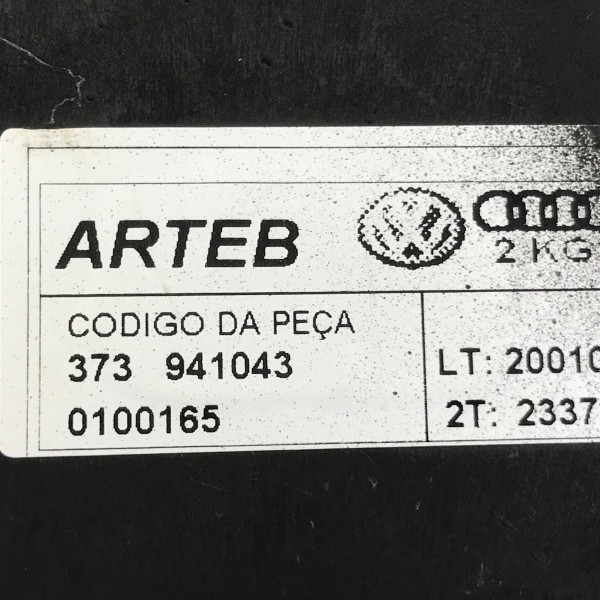 ARTEB
2 KG
CODIGO DA PEÇA
373 941043
0100165
LT: 20010
2T: 2337